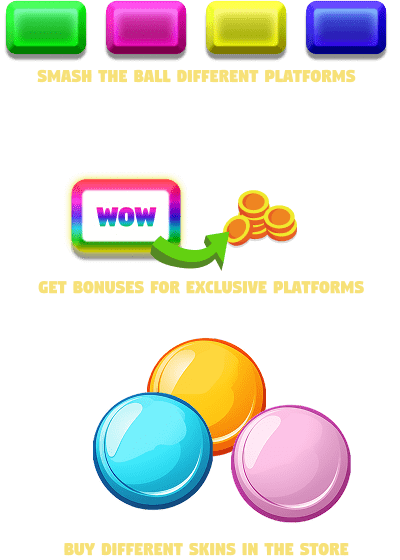 SMASH THE BALL DIFFERENT PLATFORMS
WOW
GET BONUSES FOR EXCLUSIVE PLATFORMS
BUY DIFFERENT SKINS IN THE STORE